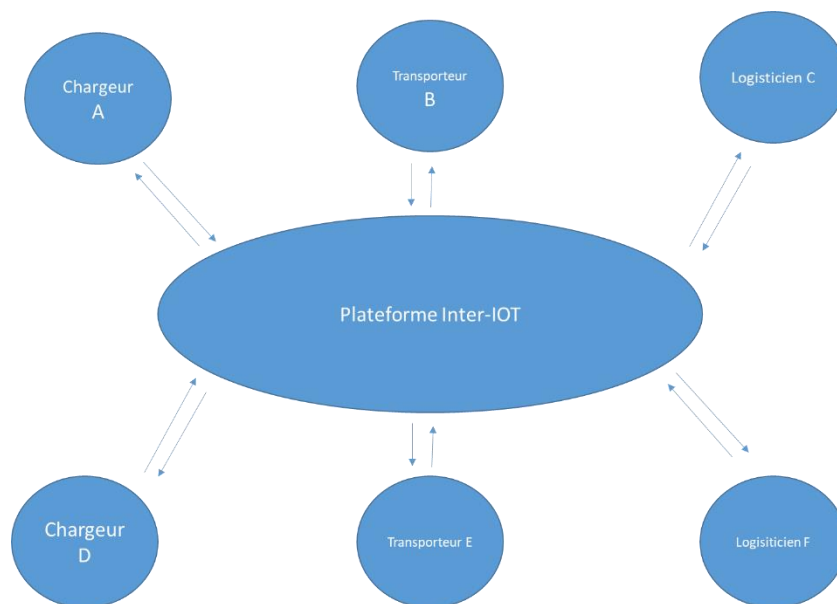 Chargeur
A
Transporteur
B
Logisticien C
Plateforme Inter-IOT
Chargeur
D
Transporteur E
Logisiticien F